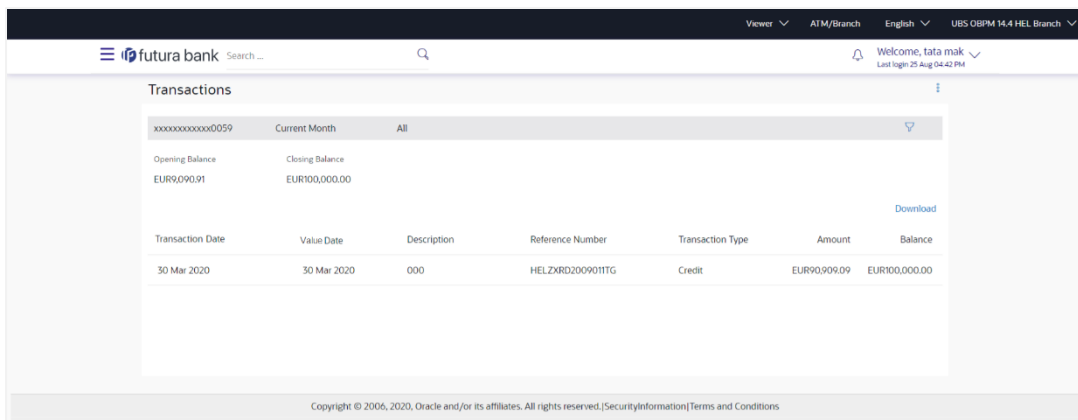 Viewer ATM/Branch English UBS OBPM 14.4 HEL Branch
futura bank Search ... Welcome, tata mak
Last login 25 Aug 04:42 PM
Transactions
xxxxxxxxxxxx0059 Current Month All
Opening Balance Closing Balance
EUR9,090.91 EUR100,000.00
Download
Transaction Date Value Date Description Reference Number Transaction Type Amount Balance
30 Mar 2020 30 Mar 2020 000 HELZXRD2009011TG Credit EUR90,909.09 EUR100,000.00
Copyright © 2006, 2020, Oracle and/or its affiliates. All rights reserved.|SecurityInformation|Terms and Conditions